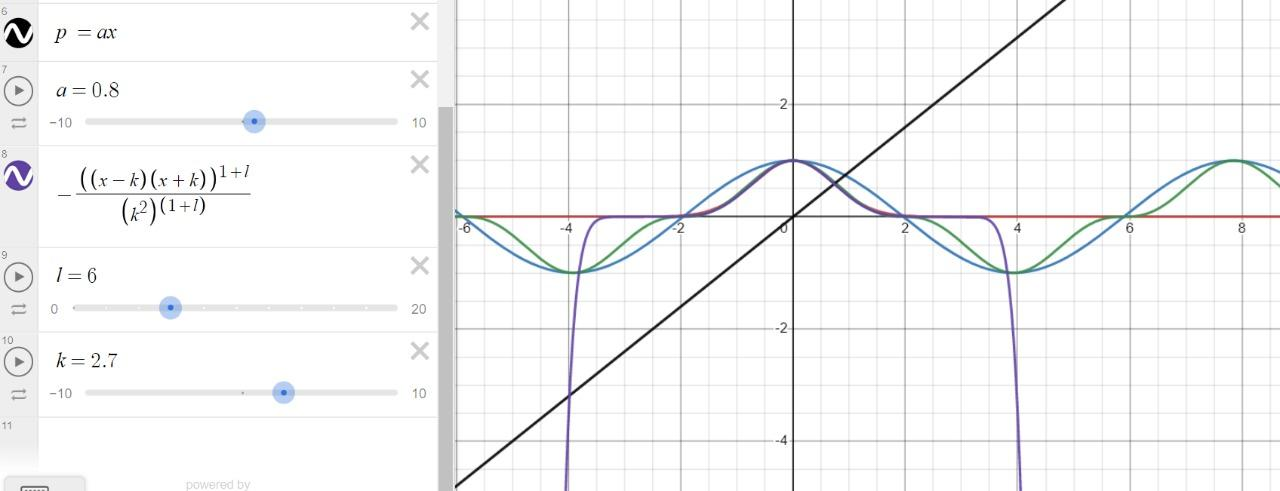 6
p = ax
7
a = 0.8
−10 10
8
−((x−k)(x+k))^{1+l}/(k^2)^{(1+l)}
9
l = 6
0 20
10
k = 2.7
−10 10
11
powered by
2
-6 -4 -2 0 2 4 6 8
-2
-4